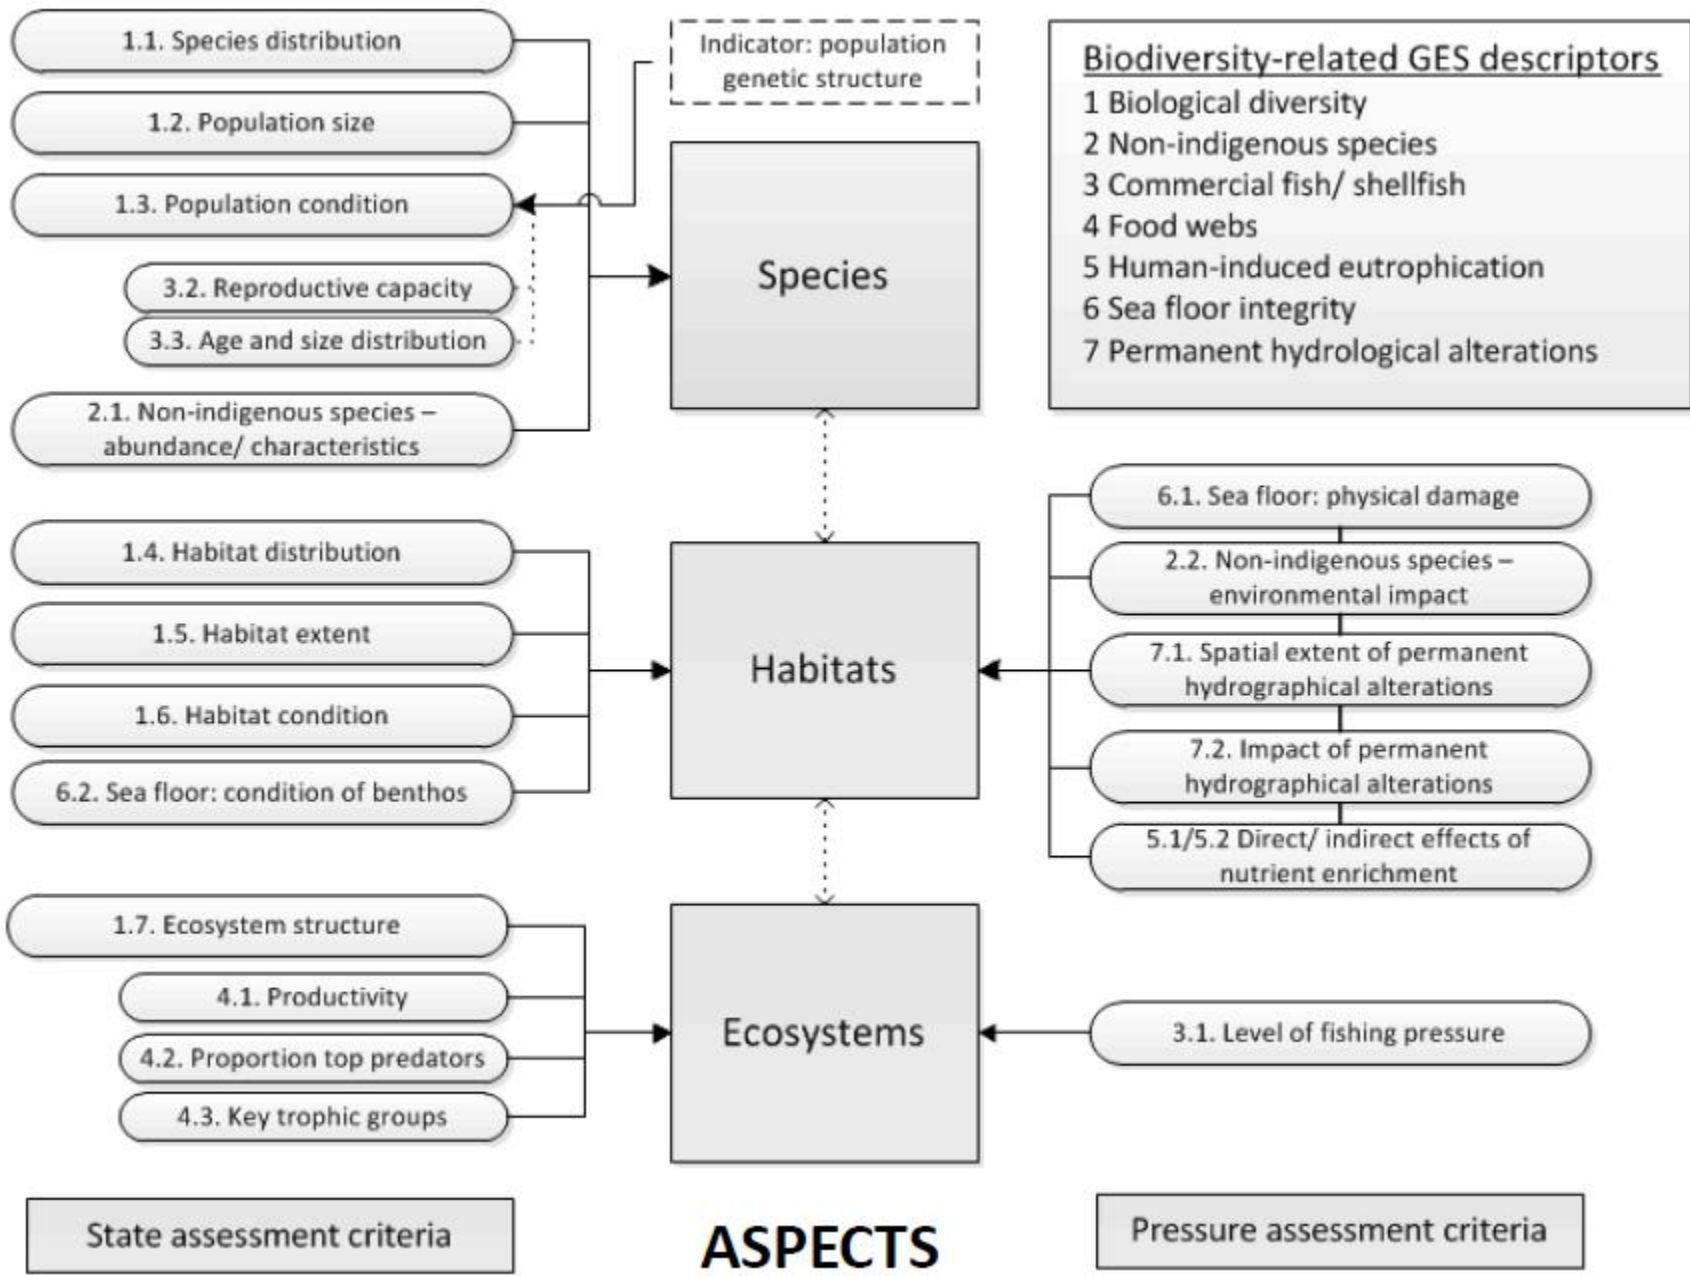 1.1. Species distribution
1.2. Population size
1.3. Population condition
3.2. Reproductive capacity
3.3. Age and size distribution
2.1. Non-indigenous species –
abundance/ characteristics
Indicator: population
genetic structure
Species
Biodiversity-related GES descriptors
1 Biological diversity
2 Non-indigenous species
3 Commercial fish/ shellfish
4 Food webs
5 Human-induced eutrophication
6 Sea floor integrity
7 Permanent hydrological alterations
1.4. Habitat distribution
1.5. Habitat extent
1.6. Habitat condition
6.2. Sea floor: condition of benthos
Habitats
6.1. Sea floor: physical damage
2.2. Non-indigenous species –
environmental impact
7.1. Spatial extent of permanent
hydrographical alterations
7.2. Impact of permanent
hydrographical alterations
5.1/5.2 Direct/ indirect effects of
nutrient enrichment
1.7. Ecosystem structure
4.1. Productivity
4.2. Proportion top predators
4.3. Key trophic groups
Ecosystems
3.1. Level of fishing pressure
State assessment criteria
ASPECTS
Pressure assessment criteria